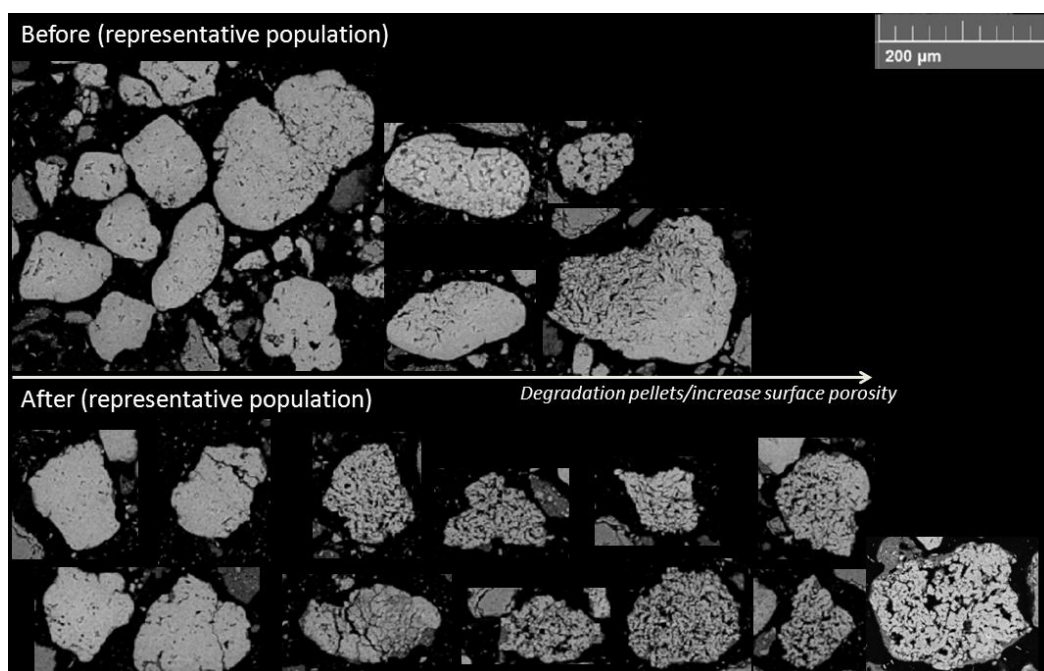 Before (representative population)
200 µm
Degradation pellets/increase surface porosity
After (representative population)